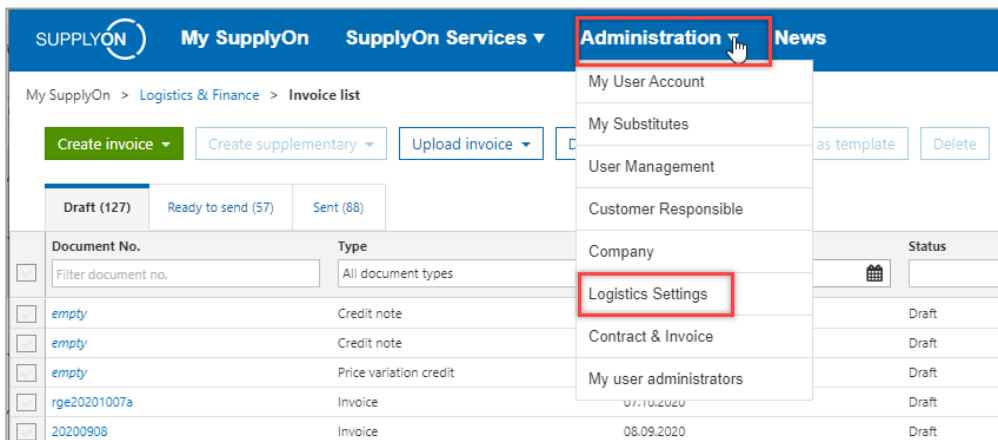 SUPPLYON My SupplyOn SupplyOn Services ▾ Administration ▾ News
My SupplyOn > Logistics & Finance > Invoice list
My User Account
My Substitutes
User Management
Customer Responsible
Company
Logistics Settings
Contract & Invoice
My user administrators
Create invoice Create supplementary Upload invoice D as template Delete
Draft (127) Ready to send (57) Sent (88)
Document No. Type Status
Filter document no. All document types
empty Credit note Draft
empty Credit note Draft
empty Price variation credit Draft
rge20201007a Invoice 07.10.2020 Draft
20200908 Invoice 08.09.2020 Draft